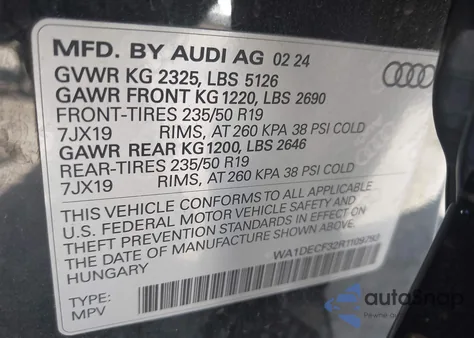 MFD. BY AUDI AG 02 24
GVWR KG 2325, LBS 5126
GAWR FRONT KG 1220, LBS 2690
FRONT-TIRES 235/50 R19
7JX19 RIMS, AT 260 KPA 38 PSI COLD
GAWR REAR KG 1200, LBS 2646
REAR-TIRES 235/50 R19
7JX19 RIMS, AT 260 KPA 38 PSI COLD
THIS VEHICLE CONFORMS TO ALL APPLICABLE
U.S. FEDERAL MOTOR VEHICLE SAFETY AND
THEFT PREVENTION STANDARDS IN EFFECT ON
THE DATE OF MANUFACTURE SHOWN ABOVE.
HUNGARY WA1DECF32R1109793
TYPE:
MPV
autoSnap